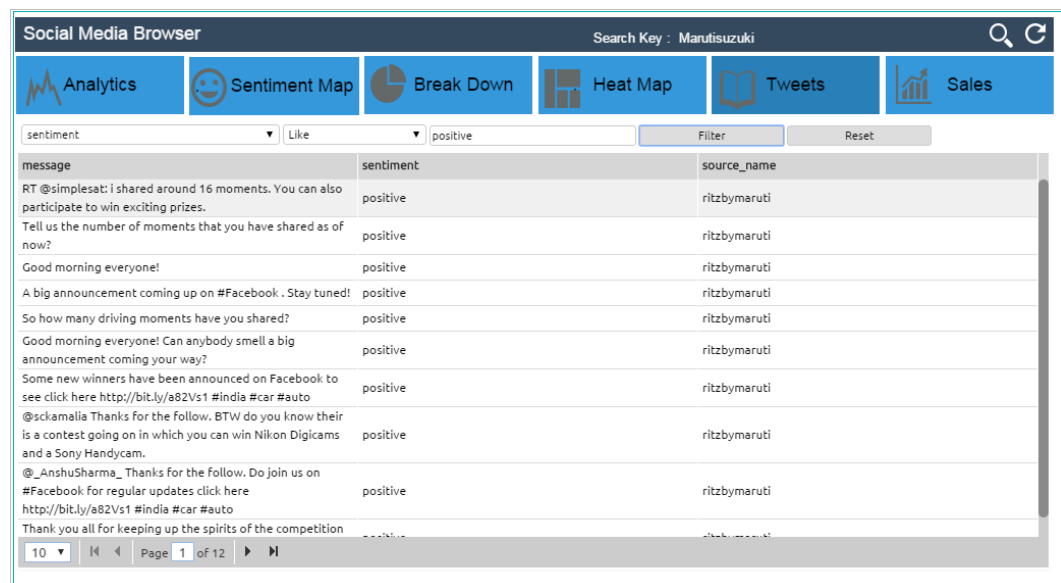 Social Media Browser
Search Key : Marutisuzuki
Analytics
Sentiment Map
Break Down
Heat Map
Tweets
Sales
sentiment Like positive Filter Reset
message sentiment source_name
RT @simplesat: i shared around 16 moments. You can also
participate to win exciting prizes.
positive ritzbymaruti
Tell us the number of moments that you have shared as of
now?
positive ritzbymaruti
Good morning everyone! positive ritzbymaruti
A big announcement coming up on #Facebook . Stay tuned! positive ritzbymaruti
So how many driving moments have you shared? positive ritzbymaruti
Good morning everyone! Can anybody smell a big
announcement coming your way?
positive ritzbymaruti
Some new winners have been announced on Facebook to
see click here http://bit.ly/a82Vs1 #india #car #auto
positive ritzbymaruti
@sckamalia Thanks for the follow. BTW do you know their
is a contest going on in which you can win Nikon Digicams
and a Sony Handycam.
positive ritzbymaruti
@_AnshuSharma_ Thanks for the follow. Do join us on
#Facebook for regular updates click here
http://bit.ly/a82Vs1 #india #car #auto
positive ritzbymaruti
Thank you all for keeping up the spirits of the competition
10 Page 1 of 12